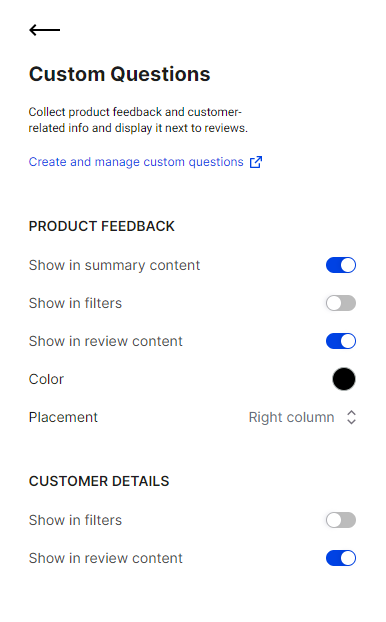 Custom Questions
Collect product feedback and customer-
related info and display it next to reviews.
Create and manage custom questions
PRODUCT FEEDBACK
Show in summary content
Show in filters
Show in review content
Color
Placement Right column
CUSTOMER DETAILS
Show in filters
Show in review content